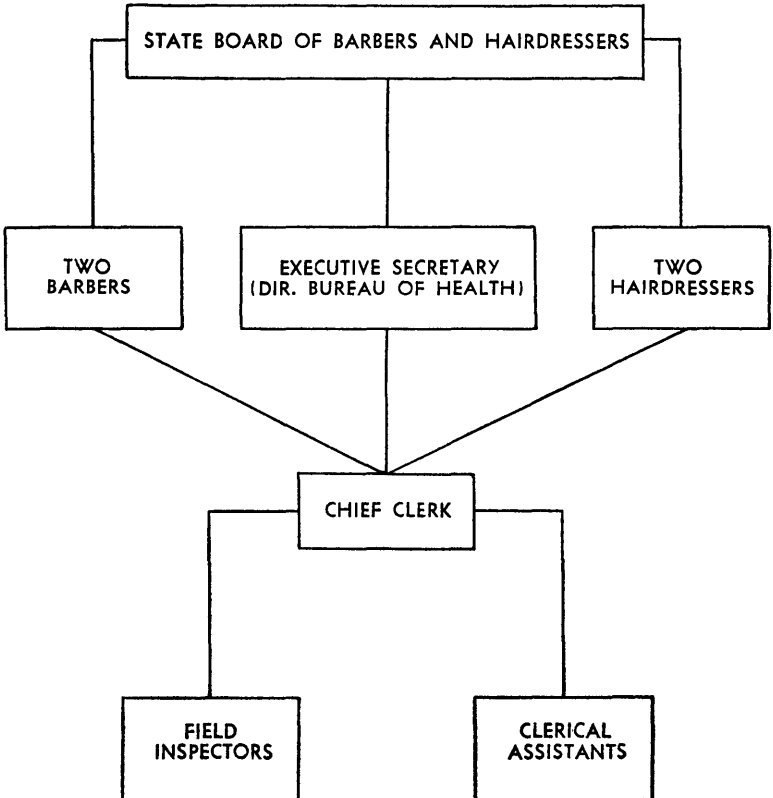 STATE BOARD OF BARBERS AND HAIRDRESSERS
TWO
BARBERS
EXECUTIVE SECRETARY
(DIR. BUREAU OF HEALTH)
TWO
HAIRDRESSERS
CHIEF CLERK
FIELD
INSPECTORS
CLERICAL
ASSISTANTS